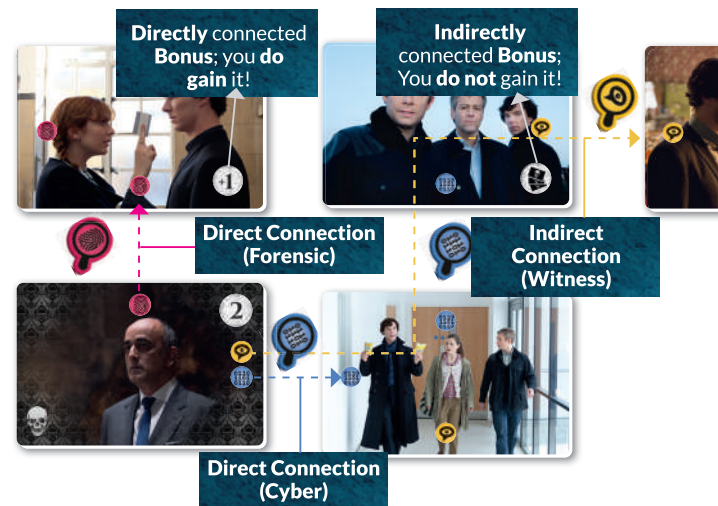 Directly connected
Bonus; you do
gain it!
Indirectly
connected Bonus;
You do not gain it!
+1
Direct Connection
(Forensic)
Indirect
Connection
(Witness)
2
Direct Connection
(Cyber)